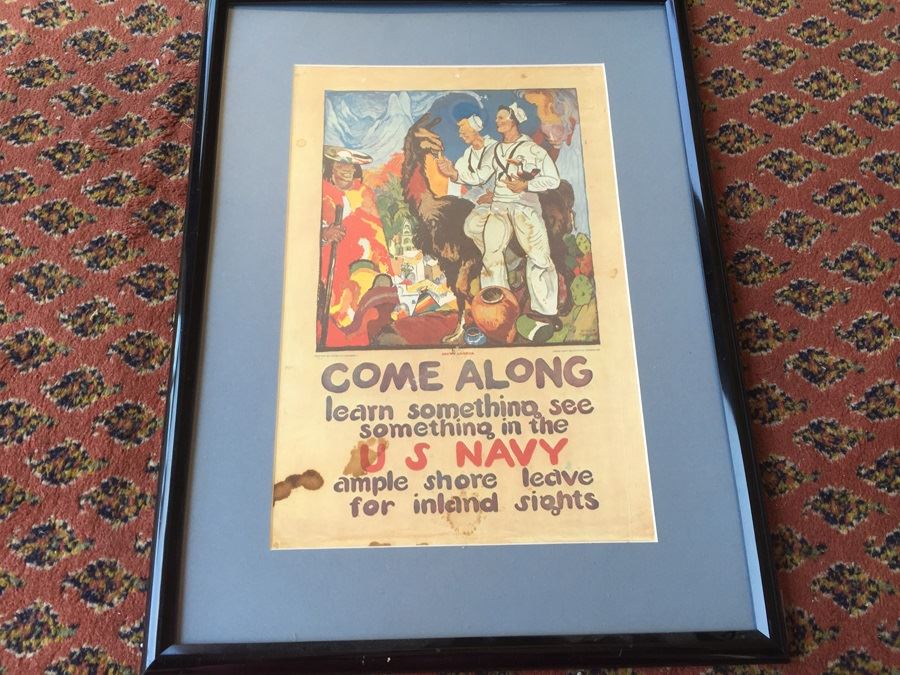 COME ALONG
learn something, see
something in the
U S NAVY
ample shore leave
for inland sights